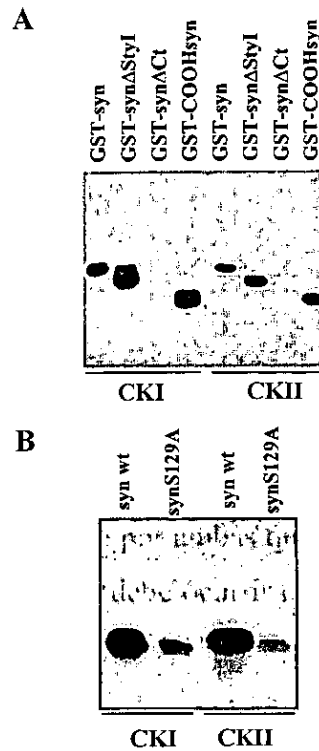 A
GST-syn
GST-synΔStyI
GST-synΔCt
GST-COOHsyn
GST-syn
GST-synΔStyI
GST-synΔCt
GST-COOHsyn
CKI
CKII
B
syn wt
synS129A
syn wt
synS129A
CKI
CKII